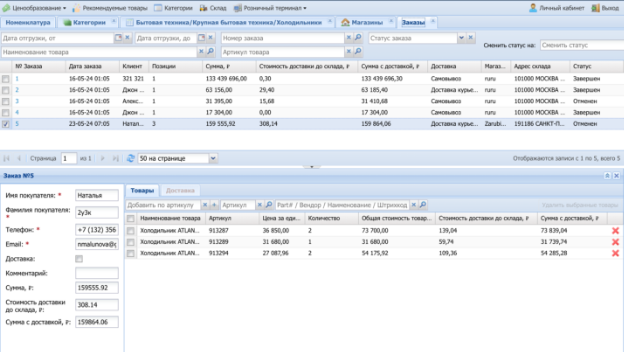 Ценообразование Рекомендуемые товары Категории Склад Розничный терминал Личный кабинет Выход
Номенклатура Категории Бытовая техника/Крупная бытовая техника/Холодильники Магазины Заказы
Дата отгрузки, от Дата отгрузки, до Номер заказа Статус заказа Сменить статус на: Сменить статус
Наименование товара Артикул товара
№ Заказа Дата заказа Клиент Позиции Сумма, ₽ Стоимость доставки до склада, ₽ Сумма с доставкой, ₽ Доставка Магаз... Адрес склада Статус
1 16-05-24 01:05 321 321 1 133 439 696,00 0,30 133 439 696,30 Самовывоз ruru 101000 МОСКВА ... Завершен
2 16-05-24 01:05 Джон ... 1 63 156,00 29,40 63 185,40 Доставка курье... ruru 101000 МОСКВА ... Завершен
3 16-05-24 01:05 Алекс... 1 31 395,00 15,68 31 410,68 Самовывоз ruru 101000 МОСКВА ... Отменен
4 16-05-24 01:05 Джон ... 1 17 304,00 0,00 17 304,00 Самовывоз ruru 101000 МОСКВА ... Завершен
5 23-05-24 07:05 Натал... 3 159 555,92 308,14 159 864,06 Доставка курье... Zarubi... 191186 САНКТ-П... Отменен
Страница 1 из 1 50 на странице Отображаются записи с 1 по 5, всего 5
Заказ №5
Товары Доставка
Добавить по артикулу Артикул Part# / Вендор / Наименование / Штрихкод Удалить выбранные товары
Наименование товара Артикул Цена за еди... Количество Общая стоимость товар... Стоимость доставки до склада, ₽ Сумма с доставкой, ₽
Холодильник ATLAN... 913287 36 850,00 2 73 700,00 139,04 73 839,04
Холодильник ATLAN... 913289 31 680,00 1 31 680,00 59,74 31 739,74
Холодильник ATLAN... 913294 27 087,96 2 54 175,92 109,36 54 285,28
Имя покупателя: * Наталья
Фамилия покупателя: * 2у3к
Телефон: * +7 (132) 356
Email: * nmalunova@g
Доставка:
Комментарий:
Сумма, ₽: 159555.92
Стоимость доставки до склада, ₽: 308.14
Сумма с доставкой, ₽: 159864.06